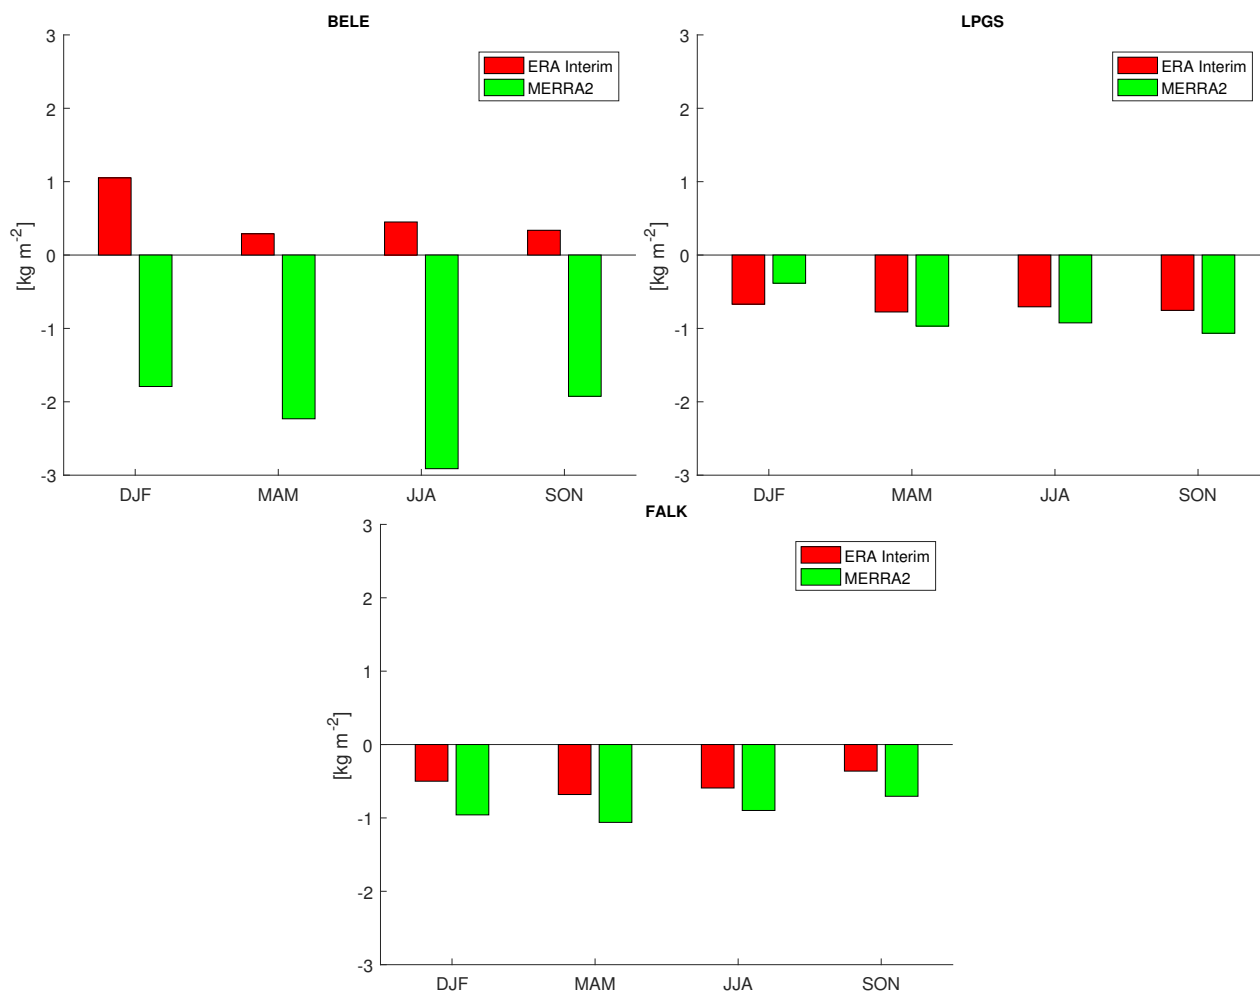 BELE
3
2
1
0
-1
-2
-3
[kg m-2]
DJF MAM JJA SON
ERA Interim
MERRA2
LPGS
3
2
1
0
-1
-2
-3
[kg m-2]
DJF MAM JJA SON
ERA Interim
MERRA2
FALK
3
2
1
0
-1
-2
-3
[kg m-2]
DJF MAM JJA SON
ERA Interim
MERRA2